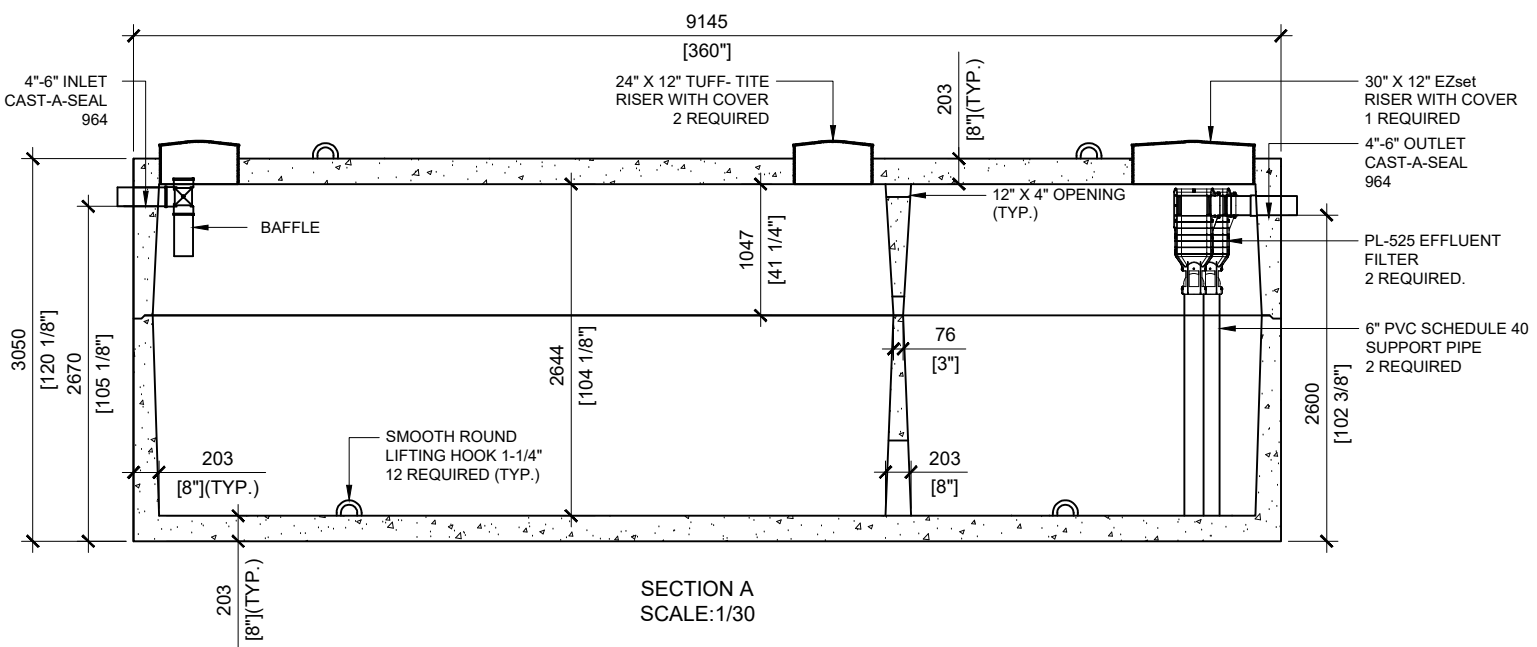 9145
[360"]
4"-6" INLET
CAST-A-SEAL
964
24" X 12" TUFF- TITE
RISER WITH COVER
2 REQUIRED
203
[8"](TYP.)
30" X 12" EZset
RISER WITH COVER
1 REQUIRED
4"-6" OUTLET
CAST-A-SEAL
964
12" X 4" OPENING
(TYP.)
BAFFLE
1047
[41 1/4"]
PL-525 EFFLUENT
FILTER
2 REQUIRED.
3050
[120 1/8"]
2670
[105 1/8"]
2644
[104 1/8"]
76
[3"]
6" PVC SCHEDULE 40
SUPPORT PIPE
2 REQUIRED
2600
[102 3/8"]
203
[8"](TYP.)
SMOOTH ROUND
LIFTING HOOK 1-1/4"
12 REQUIRED (TYP.)
203
[8"]
203
[8"](TYP.)
SECTION A
SCALE:1/30